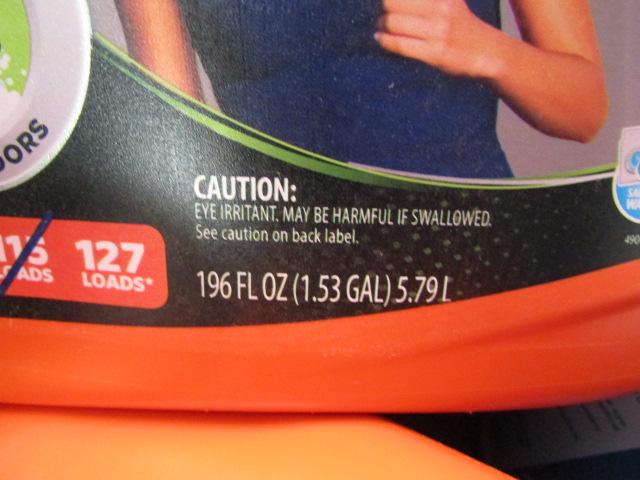 CAUTION:
EYE IRRITANT. MAY BE HARMFUL IF SWALLOWED.
See caution on back label.
115 127
LOADS LOADS*
196 FL OZ (1.53 GAL) 5.79 L